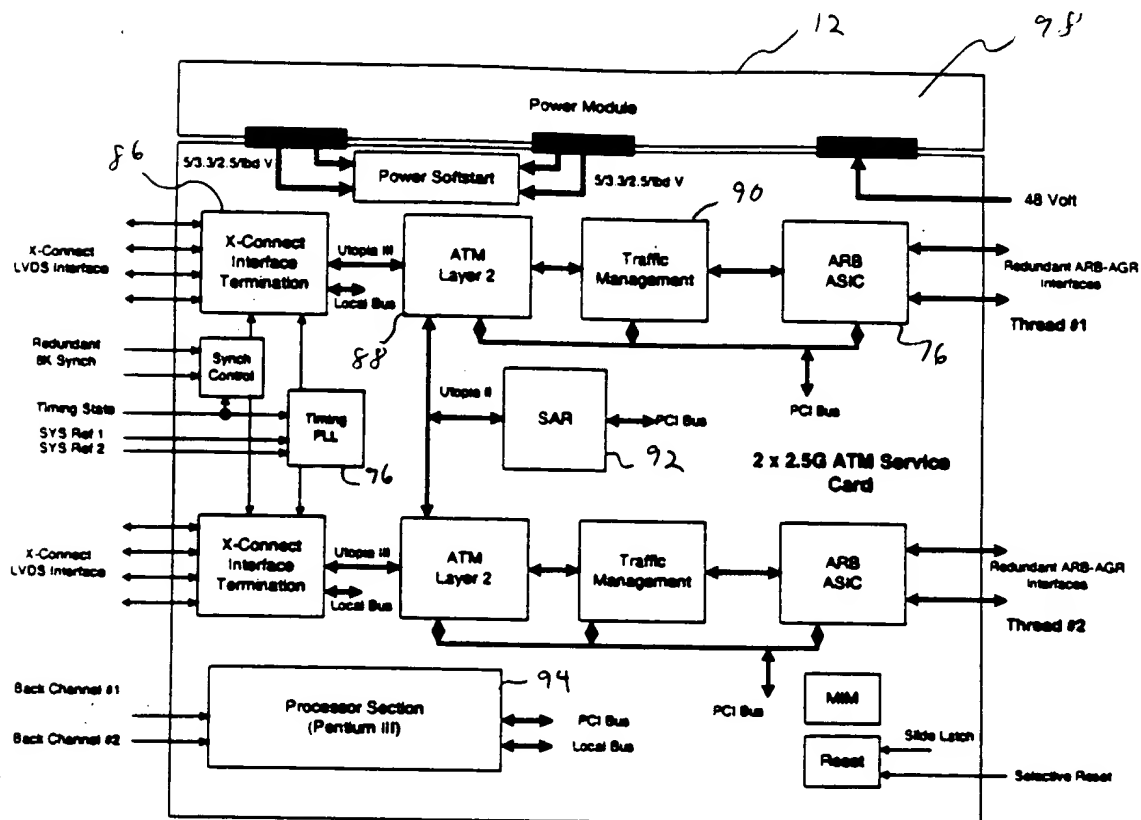 12
98
Power Module
86
5/3.3/2.5/tbd V
Power Softstart
5/3.3/2.5/tbd V
90
48 Volt
X-Connect
LVDS Interface
X-Connect
Interface
Termination
Utopia III
Local Bus
ATM
Layer 2
Traffic
Management
ARB
ASIC
Redundant ARB-AGR
Interfaces
Thread #1
88
76
Redundant
8K Synch
Synch
Control
Timing State
SYS Ref 1
SYS Ref 2
Timing
PLL
96
Utopia II
SAR
PCI Bus
92
PCI Bus
2 x 2.5G ATM Service
Card
X-Connect
LVDS Interface
X-Connect
Interface
Termination
Utopia III
Local Bus
ATM
Layer 2
Traffic
Management
ARB
ASIC
Redundant ARB-AGR
Interfaces
Thread #2
Back Channel #1
Back Channel #2
Processor Section
(Pentium III)
94
PCI Bus
Local Bus
PCI Bus
MIM
Reset
Slide Latch
Selective Reset